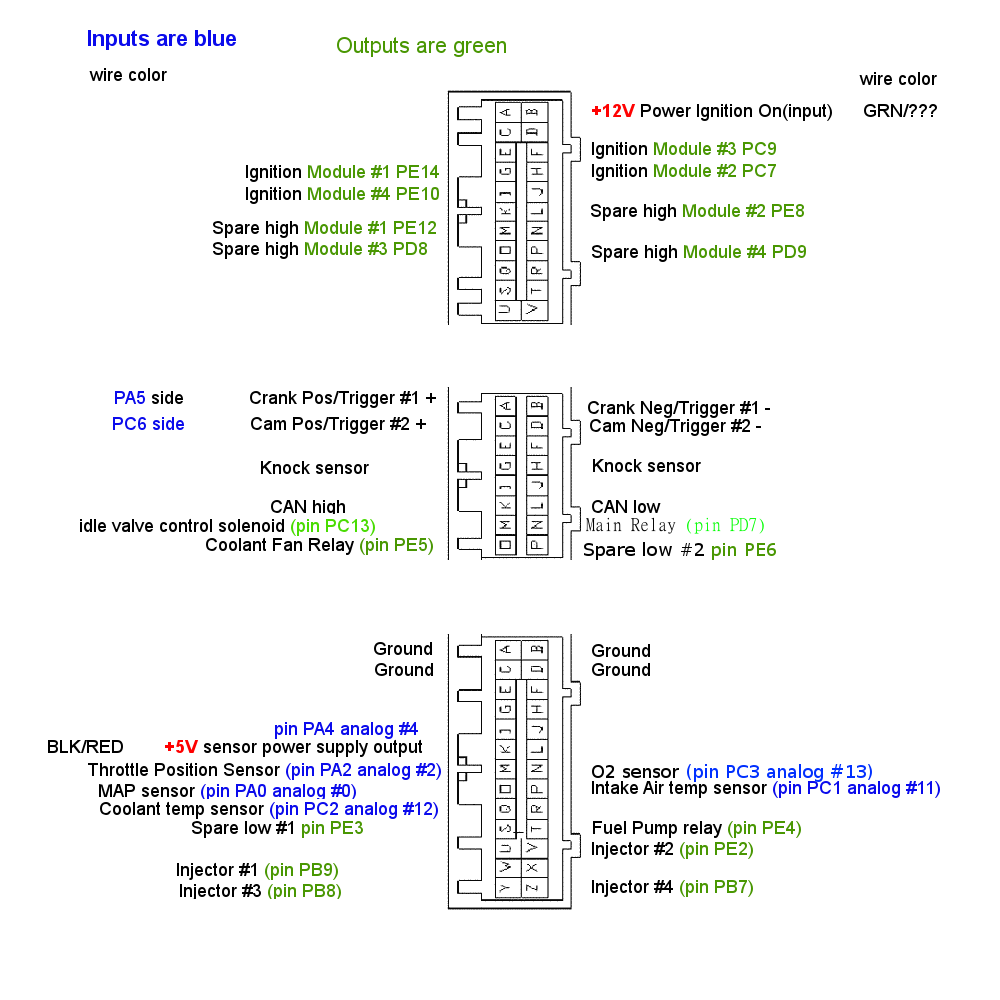 Inputs are blue
Outputs are green
wire color
wire color
+12V Power Ignition On(input) GRN/???
Ignition Module #3 PC9
Ignition Module #1 PE14
Ignition Module #2 PC7
Ignition Module #4 PE10
Spare high Module #2 PE8
Spare high Module #1 PE12
Spare high Module #3 PD8
Spare high Module #4 PD9
A B
C D
E F
G H
J
I
K L
M N
O P
Q R
S T
U V
PA5 side Crank Pos/Trigger #1 +
Crank Neg/Trigger #1 -
PC6 side Cam Pos/Trigger #2 +
Cam Neg/Trigger #2 -
Knock sensor
Knock sensor
CAN high
CAN low
idle valve control solenoid (pin PC13)
Main Relay (pin PD7)
Coolant Fan Relay (pin PE5)
Spare low #2 pin PE6
A B
C D
E F
G H
I J
K L
M N
O P
Ground
Ground
Ground
Ground
pin PA4 analog #4
BLK/RED +5V sensor power supply output
Throttle Position Sensor (pin PA2 analog #2)
O2 sensor (pin PC3 analog #13)
MAP sensor (pin PA0 analog #0)
Intake Air temp sensor (pin PC1 analog #11)
Coolant temp sensor (pin PC2 analog #12)
Spare low #1 pin PE3
Fuel Pump relay (pin PE4)
Injector #2 (pin PE2)
Injector #1 (pin PB9)
Injector #3 (pin PB8)
Injector #4 (pin PB7)
A B
C D
E F
G H
I J
K L
M N
O P
Q R
S T
U V
W X
Y Z